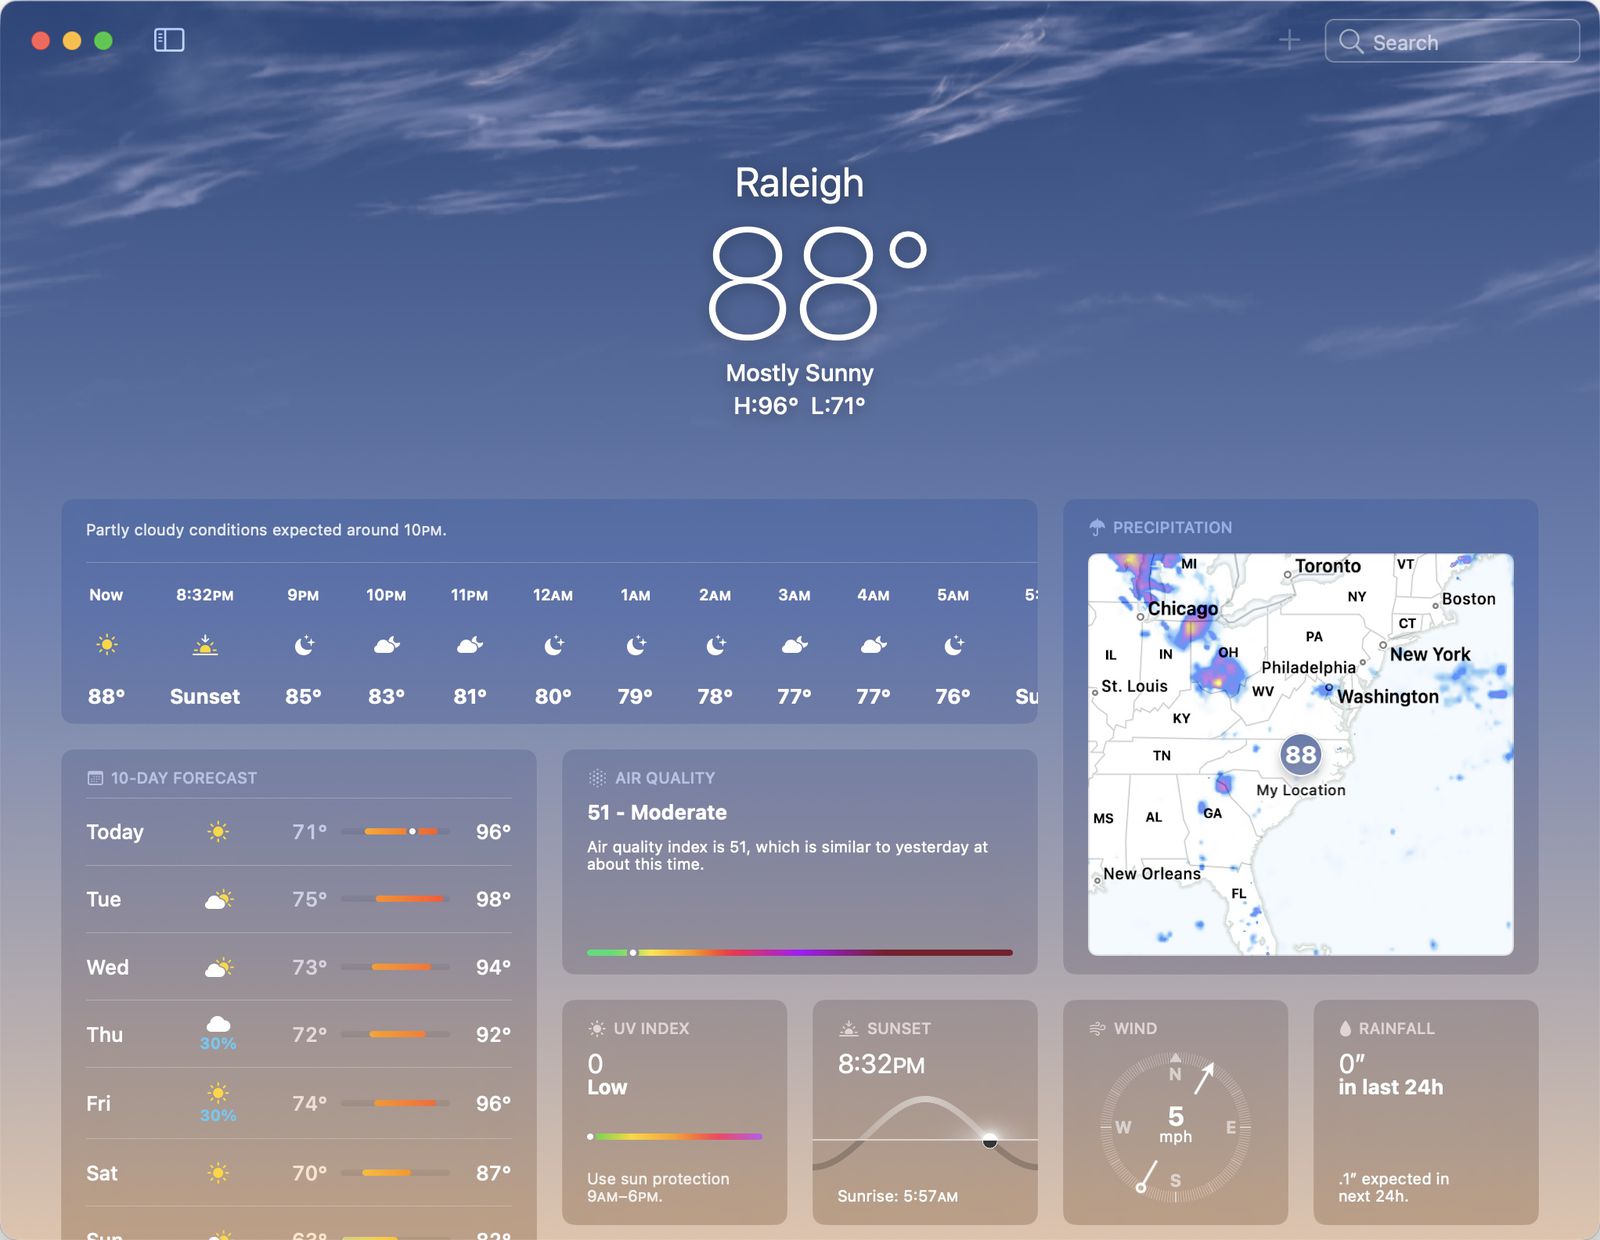 Search
Raleigh
88°
Mostly Sunny
H:96° L:71°
Partly cloudy conditions expected around 10PM.
Now 8:32PM 9PM 10PM 11PM 12AM 1AM 2AM 3AM 4AM 5AM 5:
88° Sunset 85° 83° 81° 80° 79° 78° 77° 77° 76° Su
PRECIPITATION
MI Toronto VT
NY
Chicago Boston
CT
PA
IL IN OH New York
Philadelphia
St. Louis WV Washington
KY
TN 88
My Location
MS AL GA
New Orleans
FL
10-DAY FORECAST
Today 71° 96°
Tue 75° 98°
Wed 73° 94°
Thu 30% 72° 92°
Fri 30% 74° 96°
Sat 70° 87°
Sun 63° 82°
AIR QUALITY
51 - Moderate
Air quality index is 51, which is similar to yesterday at
about this time.
UV INDEX
0
Low
Use sun protection
9AM–6PM.
SUNSET
8:32PM
Sunrise: 5:57AM
WIND
N
W 5 E
mph
S
RAINFALL
0″
in last 24h
.1″ expected in
next 24h.